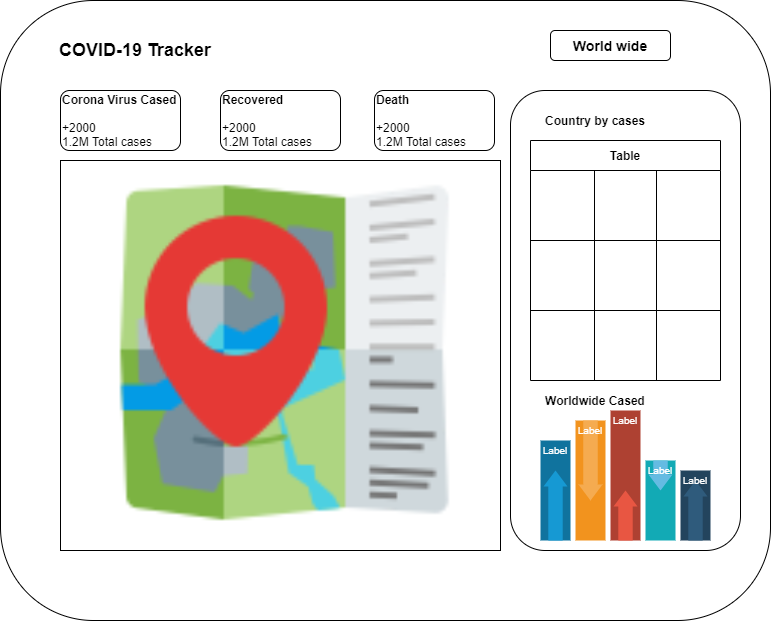 COVID-19 Tracker
World wide
Corona Virus Cased
+2000
1.2M Total cases
Recovered
+2000
1.2M Total cases
Death
+2000
1.2M Total cases
Country by cases
Table
Worldwide Cased
Label
Label
Label
Label
Label